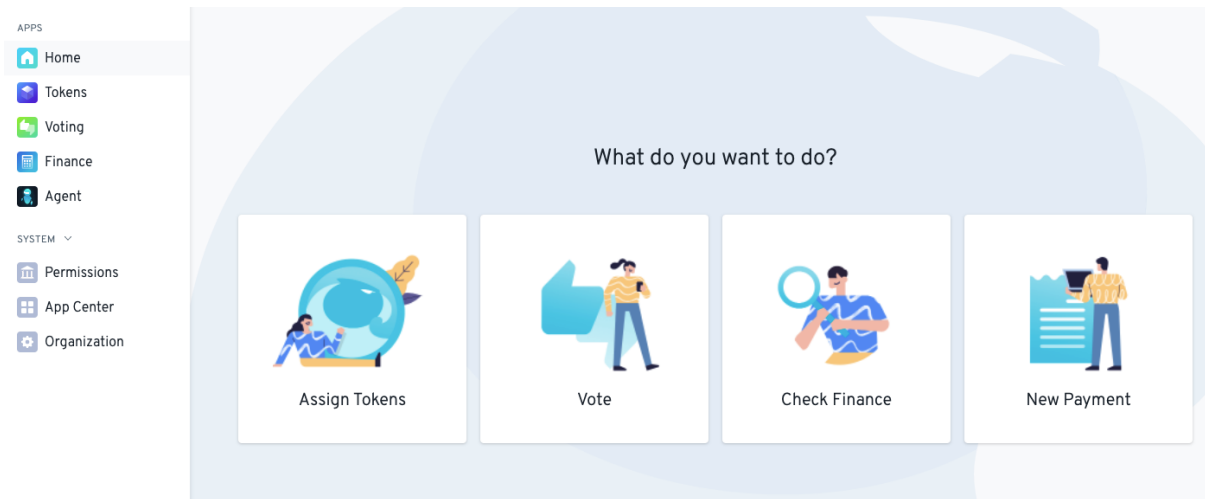 APPS
Home
Tokens
Voting
Finance
Agent
SYSTEM
Permissions
App Center
Organization
What do you want to do?
Assign Tokens
Vote
Check Finance
New Payment